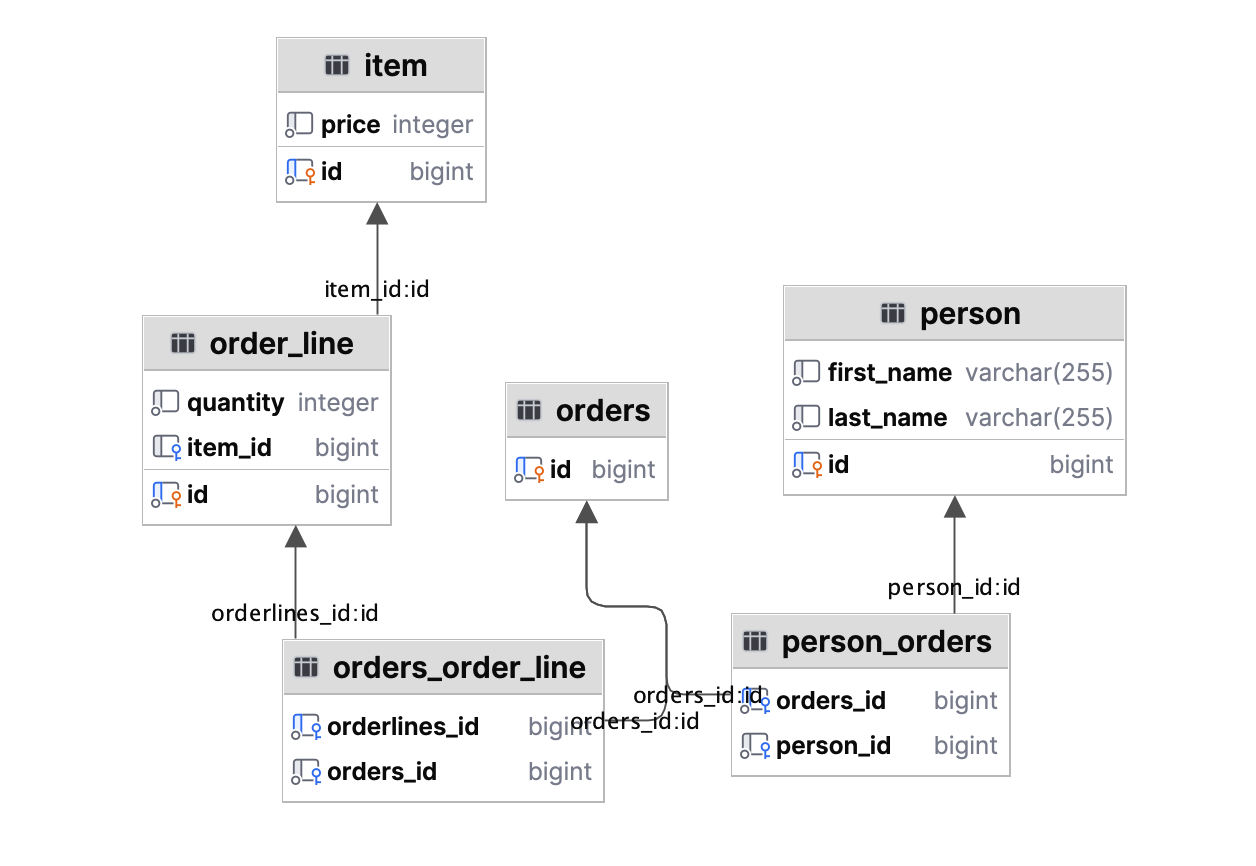 item
price integer
id bigint
item_id:id
order_line
quantity integer
item_id bigint
id bigint
orders
id bigint
person
first_name varchar(255)
last_name varchar(255)
id bigint
orderlines_id:id
person_id:id
orders_order_line
orderlines_id bigint
orders_id bigint
orders_id:id
orders_id:id
person_orders
orders_id bigint
person_id bigint